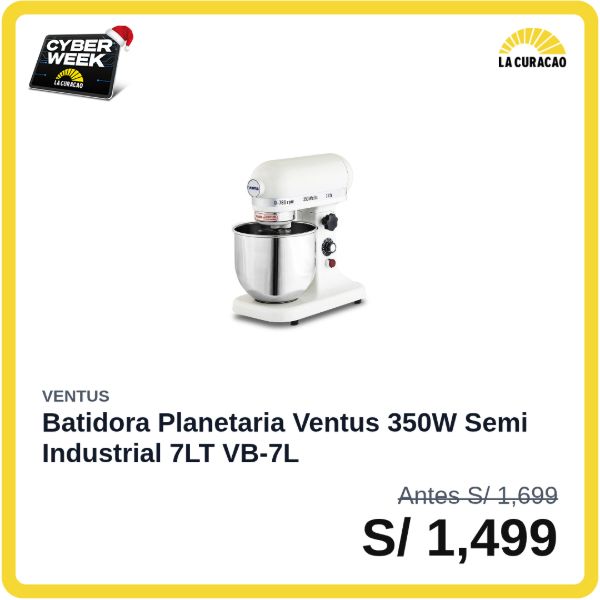 CYBER
WEEK
LA CURACAO
LA CURACAO
VENTUS
Batidora Planetaria Ventus 350W Semi
Industrial 7LT VB-7L
Antes S/ 1,699
S/ 1,499